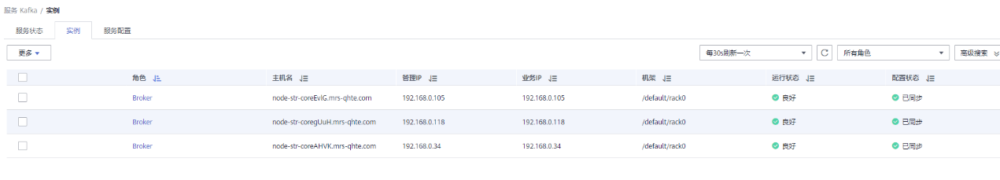 服务 Kafka / 实例
服务状态 实例 服务配置
更多 每30s刷新一次 所有角色 高级搜索
角色 主机名 管理IP 业务IP 机架 运行状态 配置状态
Broker node-str-coreEvlG.mrs-qhte.com 192.168.0.105 192.168.0.105 /default/rack0 良好 已同步
Broker node-str-coregUuH.mrs-qhte.com 192.168.0.118 192.168.0.118 /default/rack0 良好 已同步
Broker node-str-coreAHVK.mrs-qhte.com 192.168.0.34 192.168.0.34 /default/rack0 良好 已同步